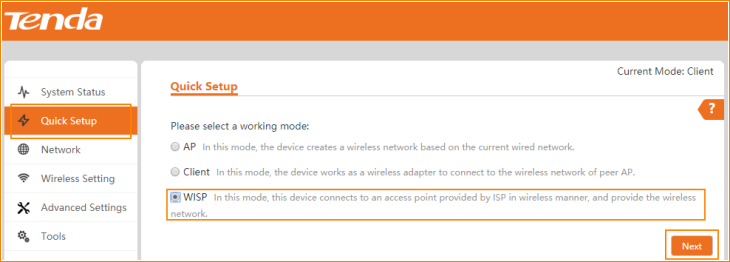 Tenda
Current Mode: Client
System Status
Quick Setup
Network
Wireless Setting
Advanced Settings
Tools
Quick Setup
?
Please select a working mode:
AP In this mode, the device creates a wireless network based on the current wired network.
Client In this mode, the device works as a wireless adapter to connect to the wireless network of peer AP.
WISP In this mode, this device connects to an access point provided by ISP in wireless manner, and provide the wireless
network.
Next